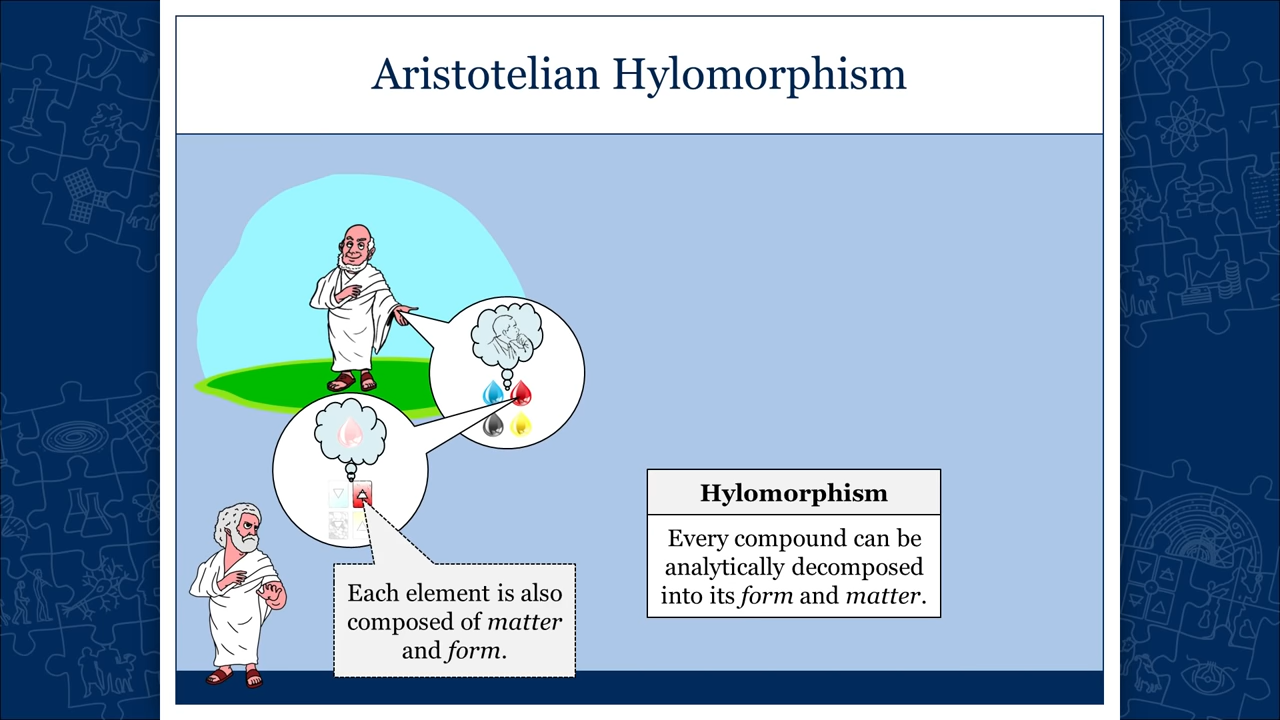 Aristotelian Hylomorphism
Each element is also
composed of matter
and form.
Hylomorphism
Every compound can be
analytically decomposed
into its form and matter.